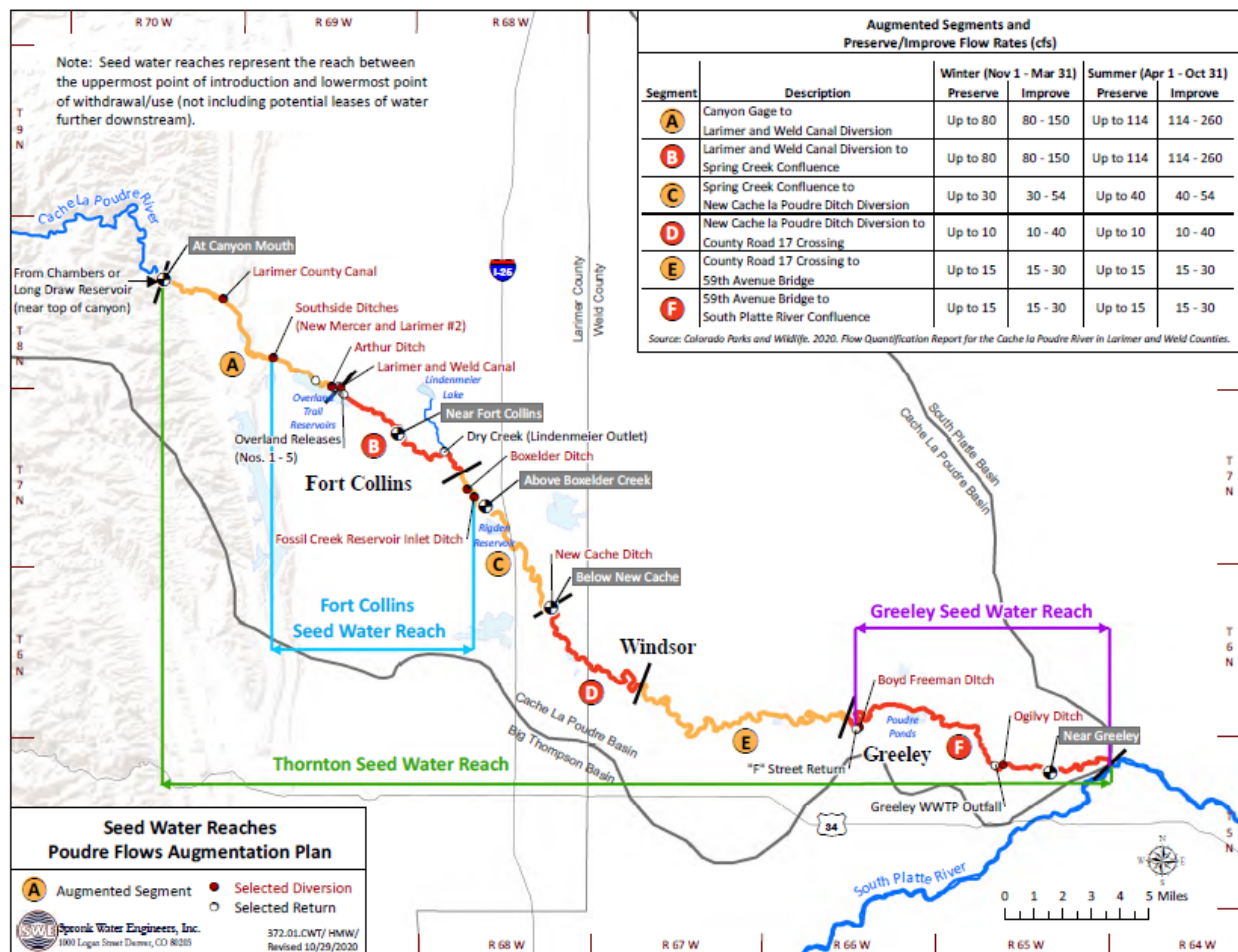 R 70 W
R 69 W
R 68 W
Note: Seed water reaches represent the reach between
the uppermost point of introduction and lowermost point
of withdrawal/use (not including potential leases of water
further downstream).
Augmented Segments and
Preserve/Improve Flow Rates (cfs)
Winter (Nov 1 - Mar 31) Summer (Apr 1 - Oct 31)
Segment Description Preserve Improve Preserve Improve
A Canyon Gage to
Larimer and Weld Canal Diversion Up to 80 80 - 150 Up to 114 114 - 260
B Larimer and Weld Canal Diversion to
Spring Creek Confluence Up to 80 80 - 150 Up to 114 114 - 260
C Spring Creek Confluence to
New Cache la Poudre Ditch Diversion Up to 30 30 - 54 Up to 40 40 - 54
D New Cache la Poudre Ditch Diversion to
County Road 17 Crossing Up to 10 10 - 40 Up to 10 10 - 40
E County Road 17 Crossing to
59th Avenue Bridge Up to 15 15 - 30 Up to 15 15 - 30
F 59th Avenue Bridge to
South Platte River Confluence Up to 15 15 - 30 Up to 15 15 - 30
Source: Colorado Parks and Wildlife. 2020. Flow Quantification Report for the Cache la Poudre River in Larimer and Weld Counties.
T 9 N
Cache La Poudre River
At Canyon Mouth
From Chambers or
Long Draw Reservoir
(near top of canyon)
Larimer County Canal
I-25
Larimer County
Weld County
Southside Ditches
(New Mercer and Larimer #2)
T 8 N
A
Arthur Ditch
Larimer and Weld Canal
Overland
Trail
Reservoirs
Lindenmeier
Lake
Near Fort Collins
Overland Releases
(Nos. 1 - 5)
B
Dry Creek (Lindenmeier Outlet)
Boxelder Ditch
Fort Collins
Above Boxelder Creek
South Platte Basin
Cache La Poudre Basin
T 7 N
T 7 N
Fossil Creek Reservoir Inlet Ditch
Rigden
Reservoir
C
New Cache Ditch
Below New Cache
Fort Collins
Seed Water Reach
Greeley Seed Water Reach
T 6 N
T 6 N
Windsor
D
Boyd Freeman Ditch
Cache La Poudre Basin
Big Thompson Basin
E
Poudre
Ponds
Ogilvy Ditch
F
Near Greeley
"F" Street Return
Greeley
Thornton Seed Water Reach
Greeley WWTP Outfall
34
T 5 N
South Platte River
Seed Water Reaches
Poudre Flows Augmentation Plan
A Augmented Segment
Selected Diversion
Selected Return
SWE
Spronk Water Engineers, Inc.
1000 Logan Street Denver, CO 80203
372.01.CWT/ HMW/
Revised 10/29/2020
N
W E
S
0 1 2 3 4 5 Miles
R 68 W
R 67 W
R 66 W
R 65 W
R 64 W